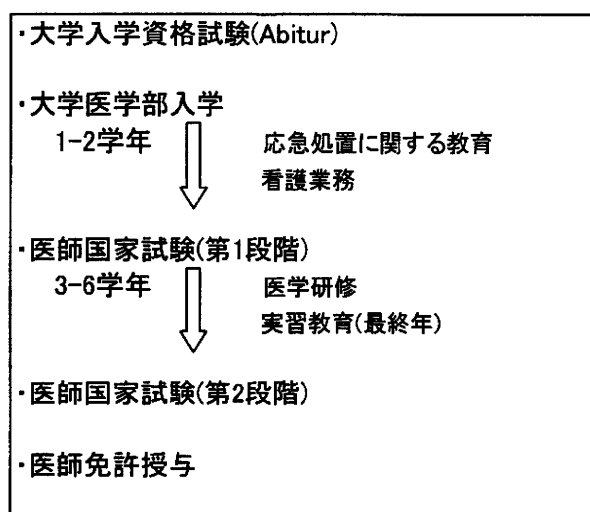 ・大学入学資格試験(Abitur)
・大学医学部入学
1-2学年 応急処置に関する教育
看護業務
・医師国家試験(第1段階)
3-6学年 医学研修
実習教育(最終年)
・医師国家試験(第2段階)
・医師免許授与